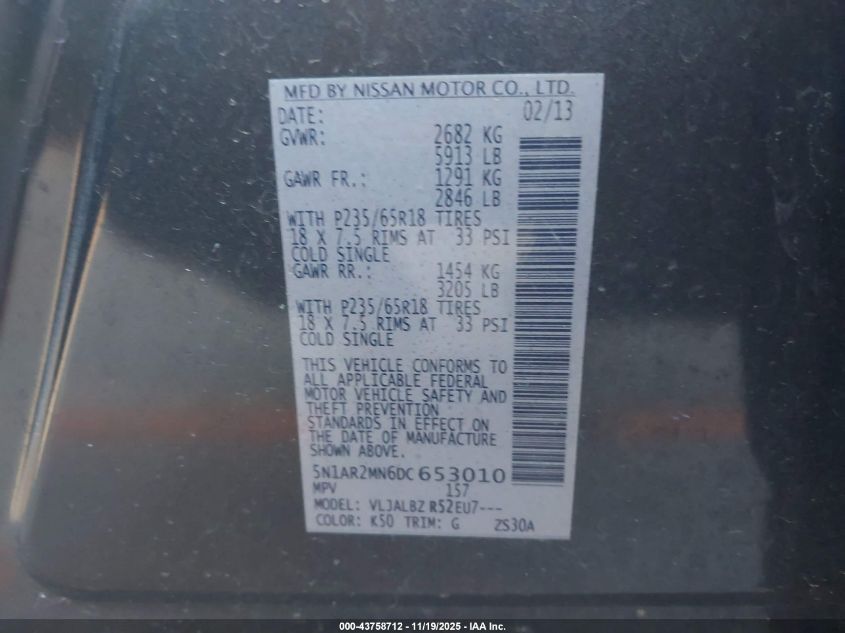 MFD BY NISSAN MOTOR CO., LTD.
DATE: 02/13
GVWR: 2682 KG
5913 LB
GAWR FR.: 1291 KG
2846 LB
WITH P235/65R18 TIRES
18 X 7.5 RIMS AT 33 PSI
COLD SINGLE
GAWR RR.: 1454 KG
3205 LB
WITH P235/65R18 TIRES
18 X 7.5 RIMS AT 33 PSI
COLD SINGLE
THIS VEHICLE CONFORMS TO
ALL APPLICABLE FEDERAL
MOTOR VEHICLE SAFETY AND
THEFT PREVENTION
STANDARDS IN EFFECT ON
THE DATE OF MANUFACTURE
SHOWN ABOVE.
5N1AR2MN6DC 653010
MPV 157
MODEL: VLJALBZ R52EU7---
COLOR: K50 TRIM: G ZS30A
000-43758712 - 11/19/2025 - IAA Inc.